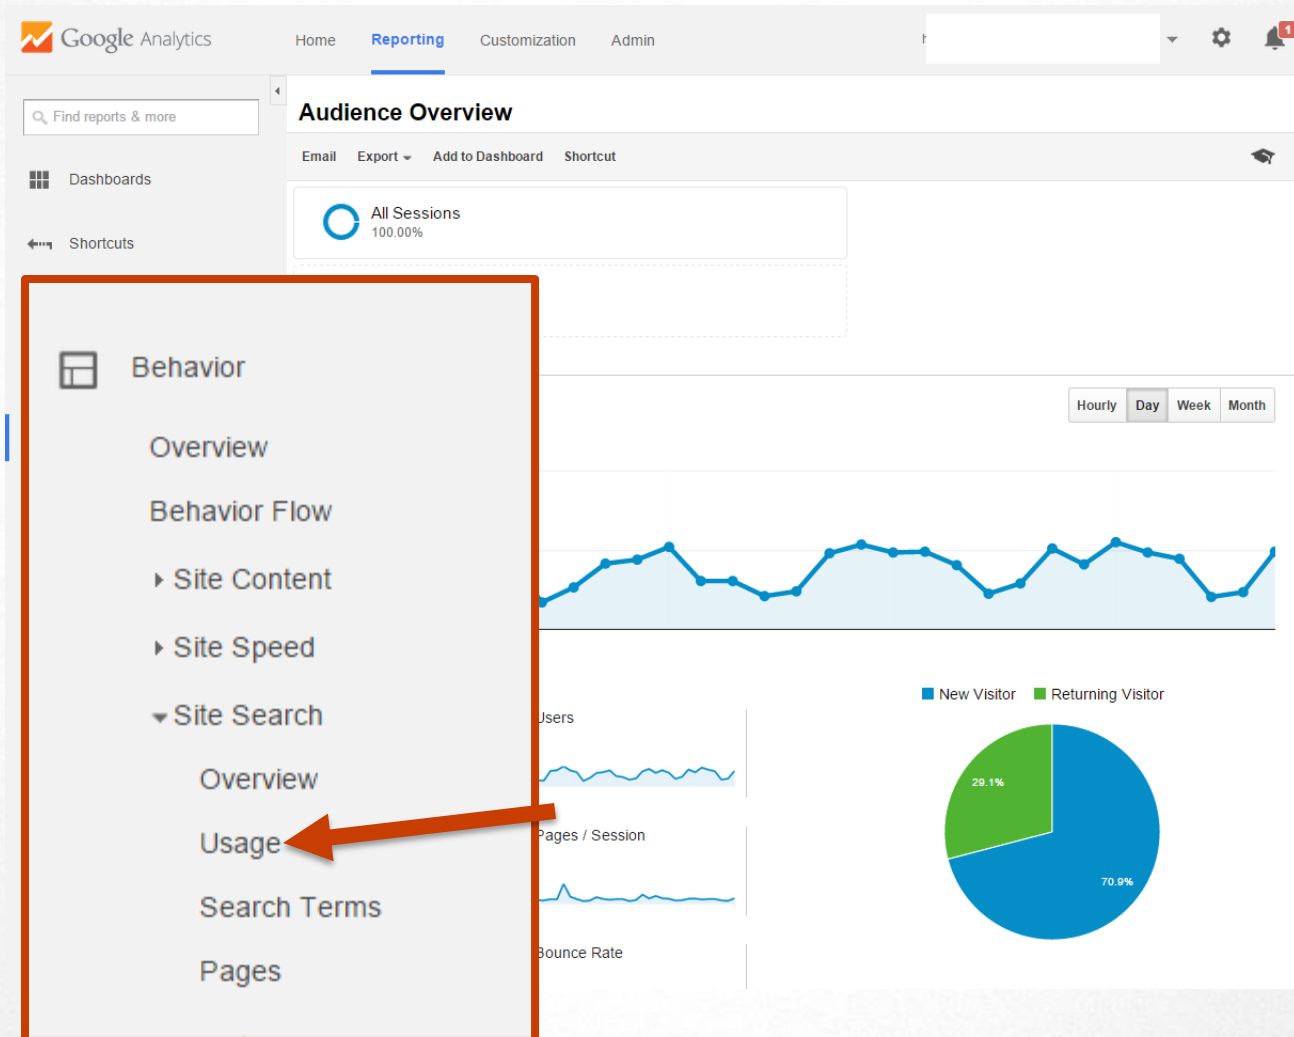 Google Analytics
Home Reporting Customization Admin
1
Find reports & more
Audience Overview
Email Export Add to Dashboard Shortcut
Dashboards
All Sessions
100.00%
Shortcuts
Behavior
Overview
Behavior Flow
Site Content
Site Speed
Site Search
Overview
Usage
Search Terms
Pages
Hourly Day Week Month
New Visitor Returning Visitor
Users
29.1%
70.9%
Pages / Session
Bounce Rate